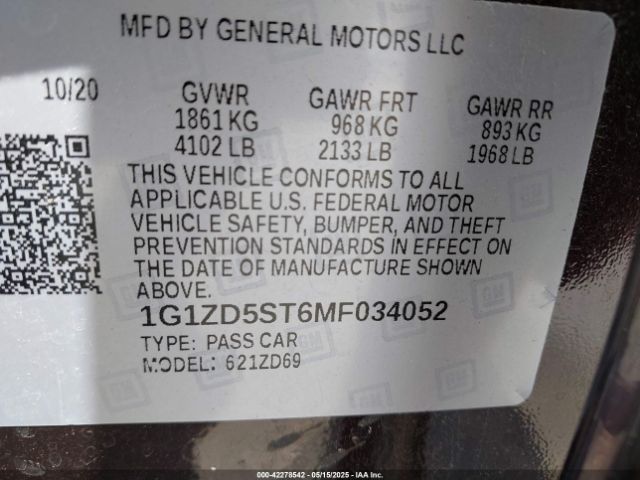 MFD BY GENERAL MOTORS LLC
10/20 GVWR GAWR FRT GAWR RR
1861 KG 968 KG 893 KG
4102 LB 2133 LB 1968 LB
THIS VEHICLE CONFORMS TO ALL
APPLICABLE U.S. FEDERAL MOTOR
VEHICLE SAFETY, BUMPER, AND THEFT
PREVENTION STANDARDS IN EFFECT ON
THE DATE OF MANUFACTURE SHOWN
ABOVE.
1G1ZD5ST6MF034052
TYPE: PASS CAR
MODEL: 621ZD69
000-42278542 - 05/15/2025 - IAA Inc.